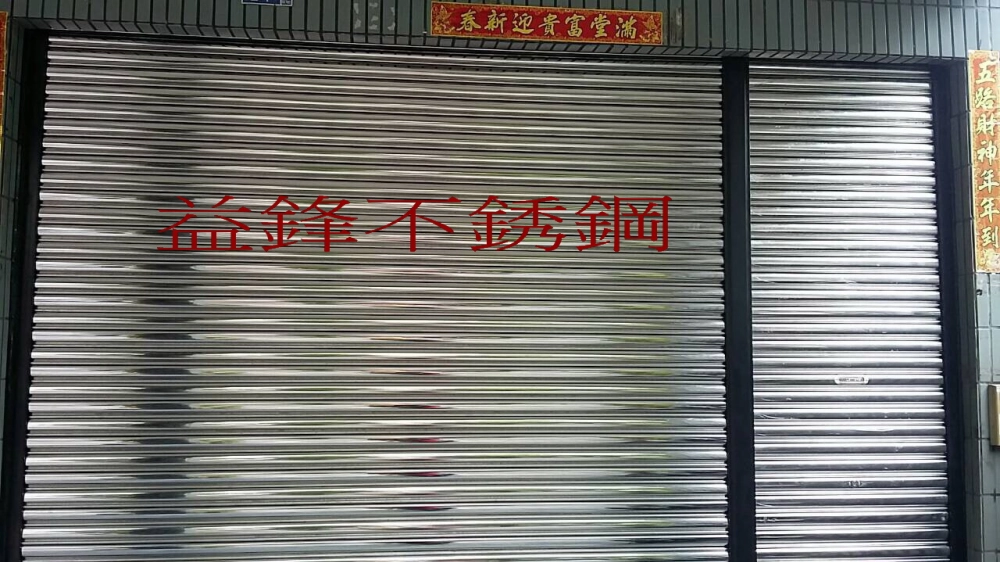 滿堂富貴迎新春
五路財神年年到
益鋒不銹鋼